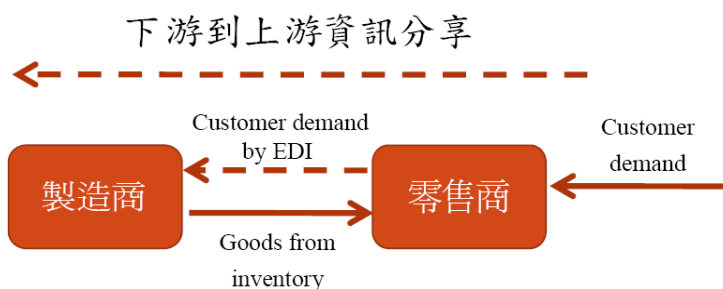 下游到上游資訊分享
Customer demand
by EDI
Customer
demand
製造商
零售商
Goods from
inventory